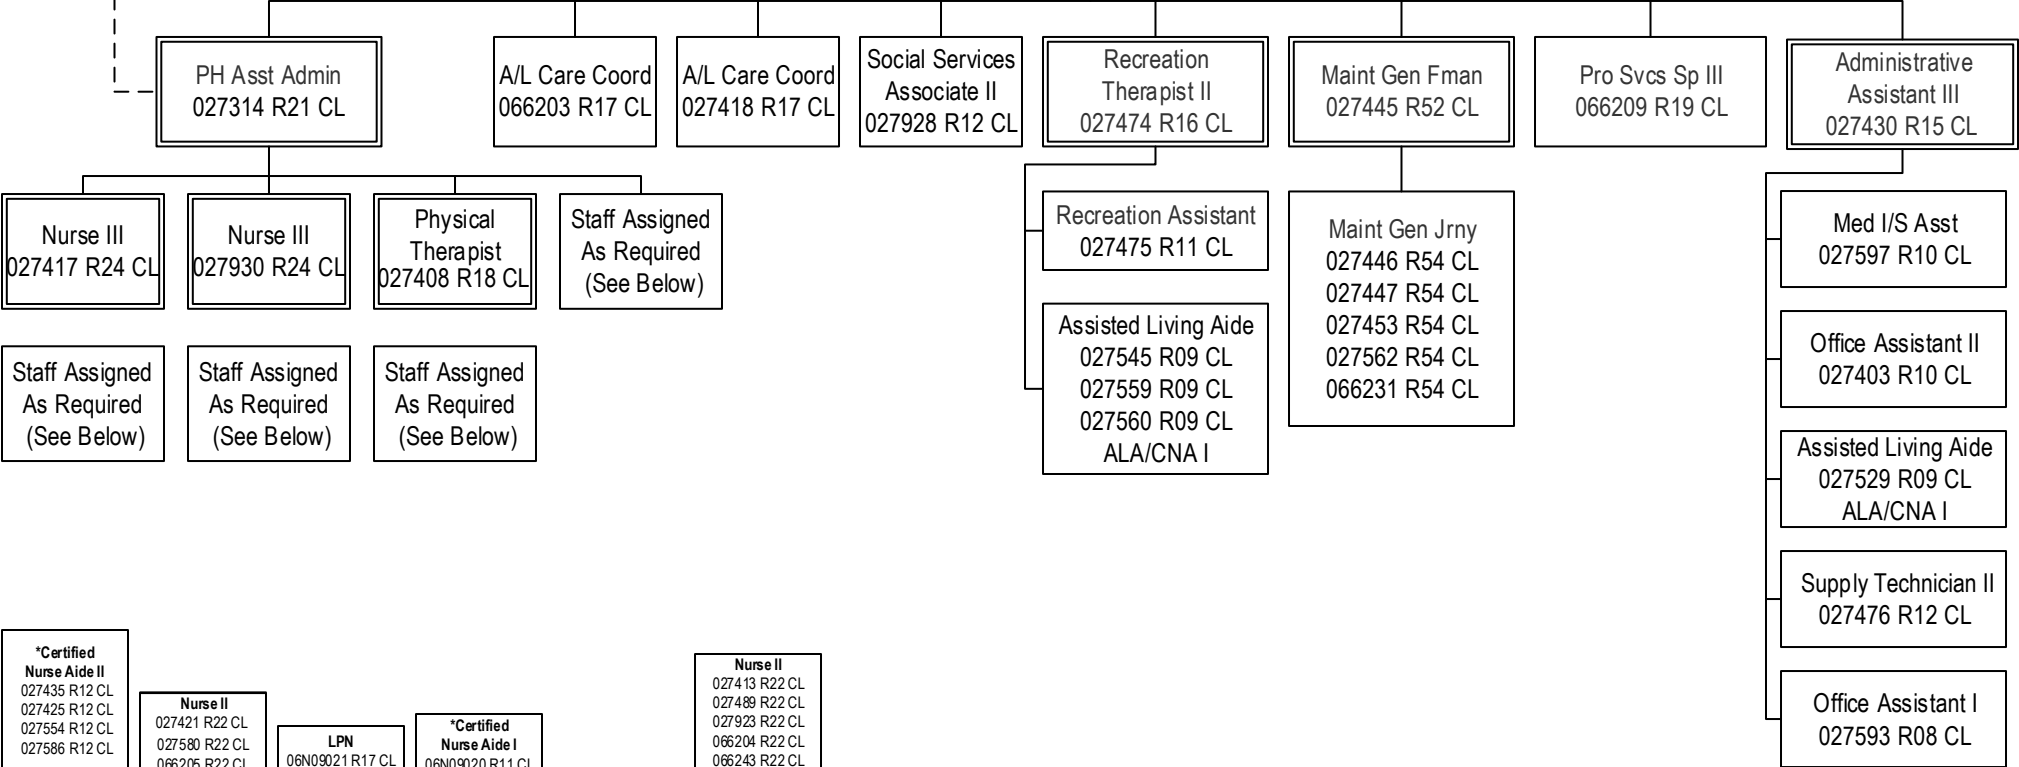 PH Asst Admin
027314 R21 CL
A/L Care Coord
066203 R17 CL
A/L Care Coord
027418 R17 CL
Social Services
Associate II
027928 R12 CL
Recreation
Therapist II
027474 R16 CL
Maint Gen Fman
027445 R52 CL
Pro Svcs Sp III
066209 R19 CL
Administrative
Assistant III
027430 R15 CL
Nurse III
027417 R24 CL
Nurse III
027930 R24 CL
Physical
Therapist
027408 R18 CL
Staff Assigned
As Required
(See Below)
Staff Assigned
As Required
(See Below)
Staff Assigned
As Required
(See Below)
Staff Assigned
As Required
(See Below)
Recreation Assistant
027475 R11 CL
Assisted Living Aide
027545 R09 CL
027559 R09 CL
027560 R09 CL
ALA/CNA I
Maint Gen Jrny
027446 R54 CL
027447 R54 CL
027453 R54 CL
027562 R54 CL
066231 R54 CL
Med I/S Asst
027597 R10 CL
Office Assistant II
027403 R10 CL
Assisted Living Aide
027529 R09 CL
ALA/CNA I
Supply Technician II
027476 R12 CL
Office Assistant I
027593 R08 CL
*Certified
Nurse Aide II
027435 R12 CL
027425 R12 CL
027554 R12 CL
027586 R12 CL
Nurse II
027421 R22 CL
027580 R22 CL
066205 R22 CL
LPN
06N09021 R17 CL
*Certified
Nurse Aide I
06N09020 R11 CL
Nurse II
027413 R22 CL
027489 R22 CL
027923 R22 CL
066204 R22 CL
066243 R22 CL